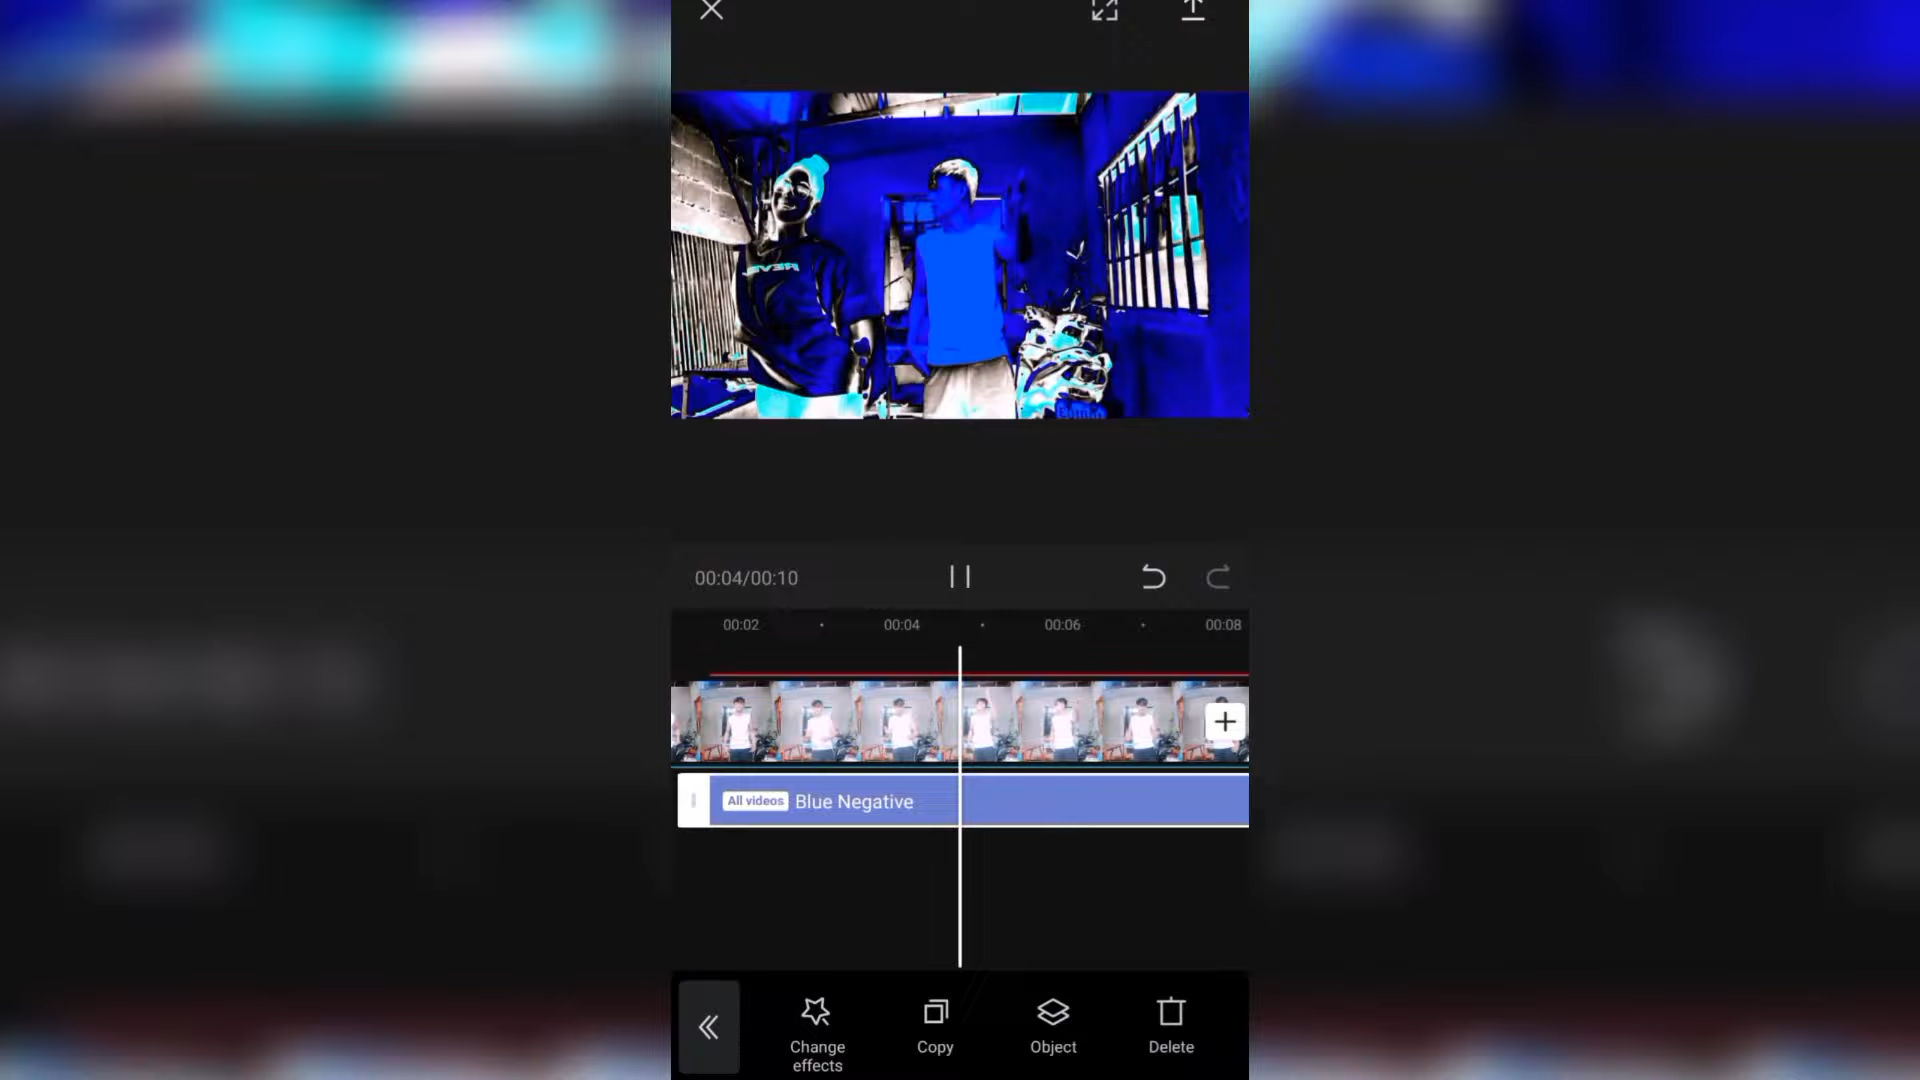 REVER
00:04/00:10
00:02
00:04
00:06
00:08
All videos Blue Negative
Change
effects
Copy
Object
Delete